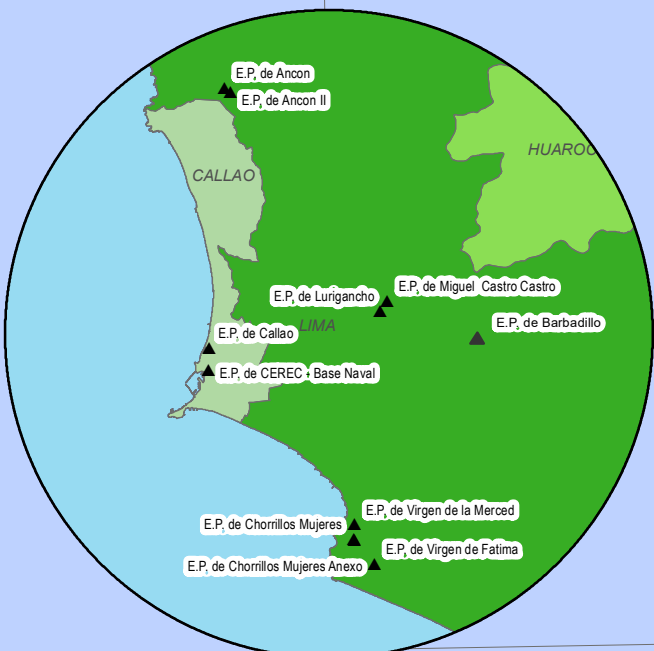 E.P. de Ancon
E.P. de Ancon II
HUAROC
CALLAO
E.P. de Miguel Castro Castro
E.P. de Lurigancho
LIMA
E.P. de Barbadillo
E.P. de Callao
E.P. de CEREC - Base Naval
E.P. de Virgen de la Merced
E.P. de Chorrillos Mujeres
E.P. de Virgen de Fatima
E.P. de Chorrillos Mujeres Anexo